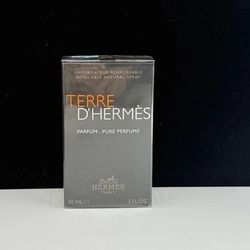 VAPORISATEUR REMPLISSABLE
REFILLABLE NATURAL SPRAY
TERRE
D'HERMÈS
PARFUM . PURE PERFUME
HERMÈS
PARIS
30 ML ℮ 1 FL.OZ